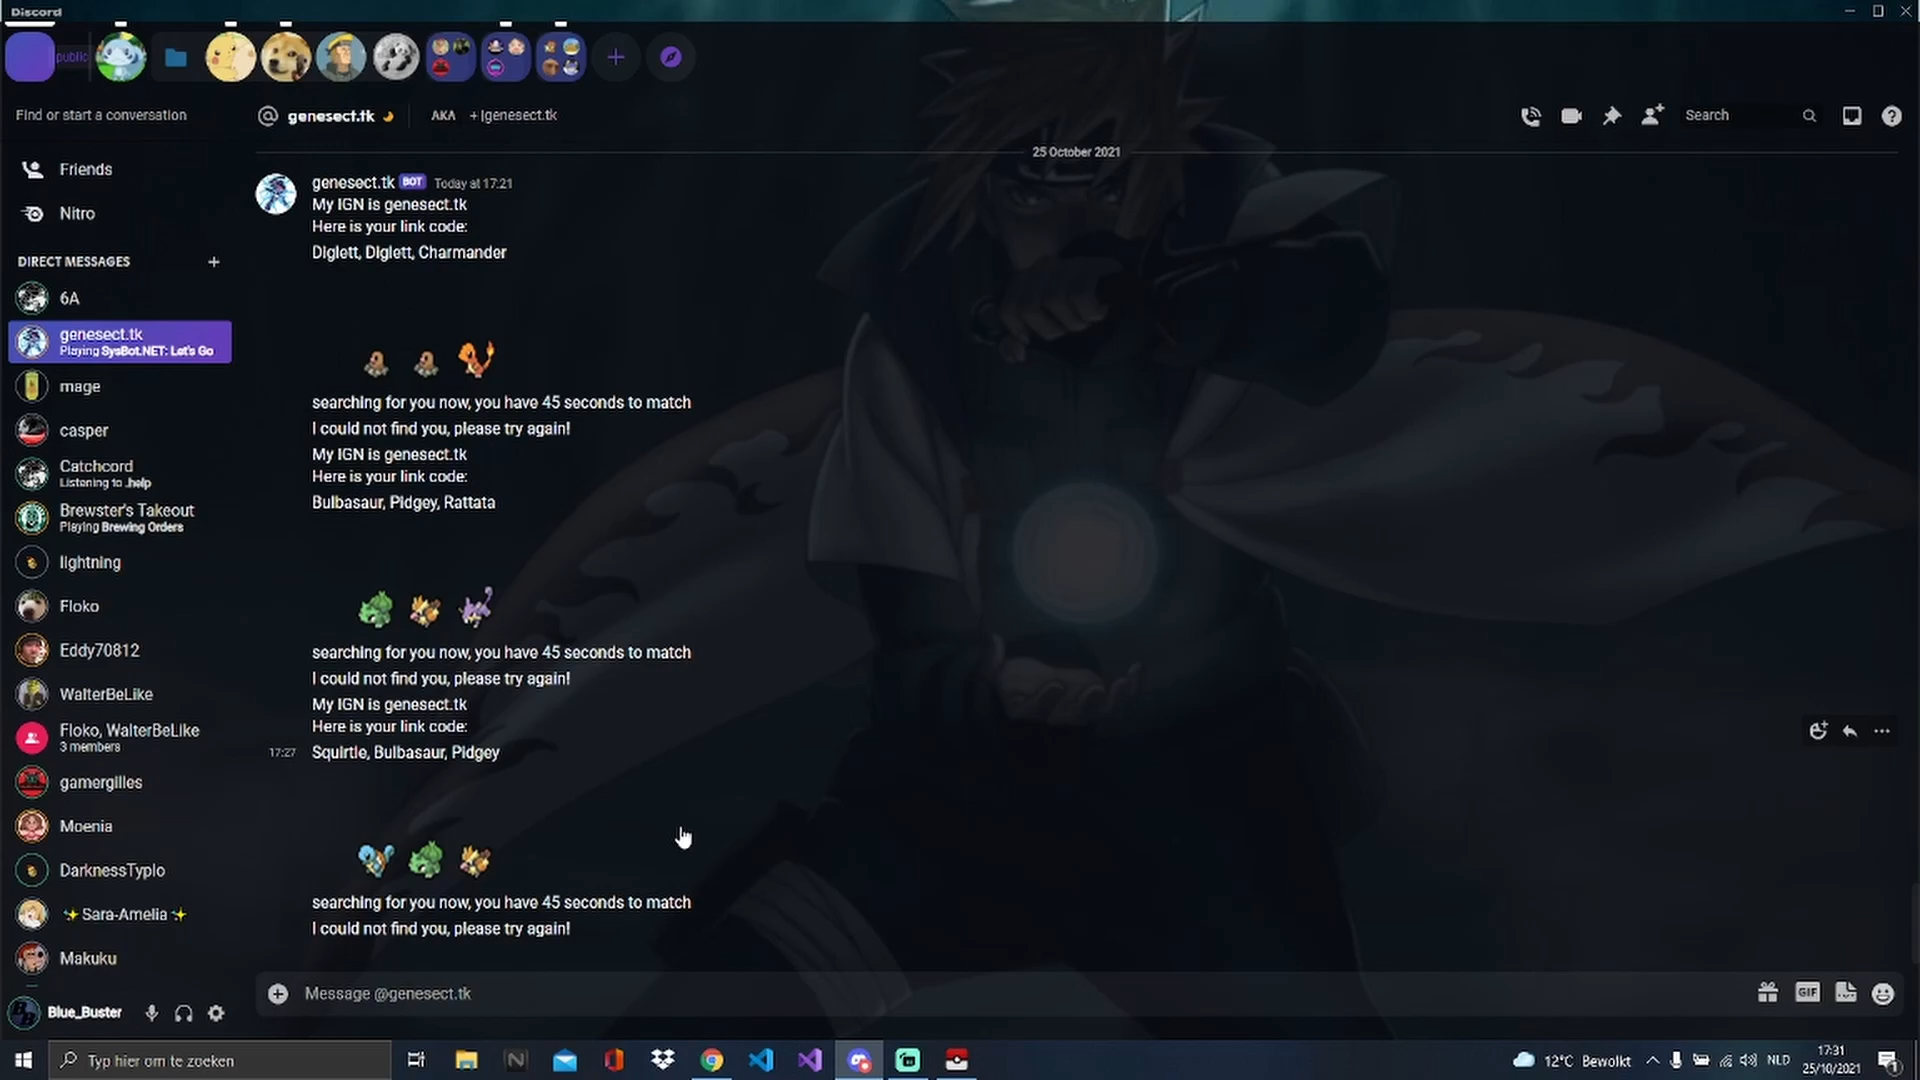 Discord
public
Find or start a conversation
genesect.tk
AKA
+ |genesect.tk
Search
Friends
Nitro
DIRECT MESSAGES
6A
genesect.tk
Playing SysBot.NET: Let's Go
mage
casper
Catchcord
Listening to .help
Brewster's Takeout
Playing Brewing Orders
lightning
Floko
Eddy70812
WalterBeLike
Floko, WalterBeLike
3 members
gamergilles
Moenia
DarknessTypIo
✨Sara-Amelia✨
Makuku
Blue_Buster
25 October 2021
genesect.tk BOT Today at 17:21
My IGN is genesect.tk
Here is your link code:
Diglett, Diglett, Charmander
searching for you now, you have 45 seconds to match
I could not find you, please try again!
My IGN is genesect.tk
Here is your link code:
Bulbasaur, Pidgey, Rattata
searching for you now, you have 45 seconds to match
I could not find you, please try again!
My IGN is genesect.tk
Here is your link code:
17:27 Squirtle, Bulbasaur, Pidgey
searching for you now, you have 45 seconds to match
I could not find you, please try again!
Message @genesect.tk
GIF
Typ hier om te zoeken
12°C Bewolkt
NLD
17:31
25/10/2021
1